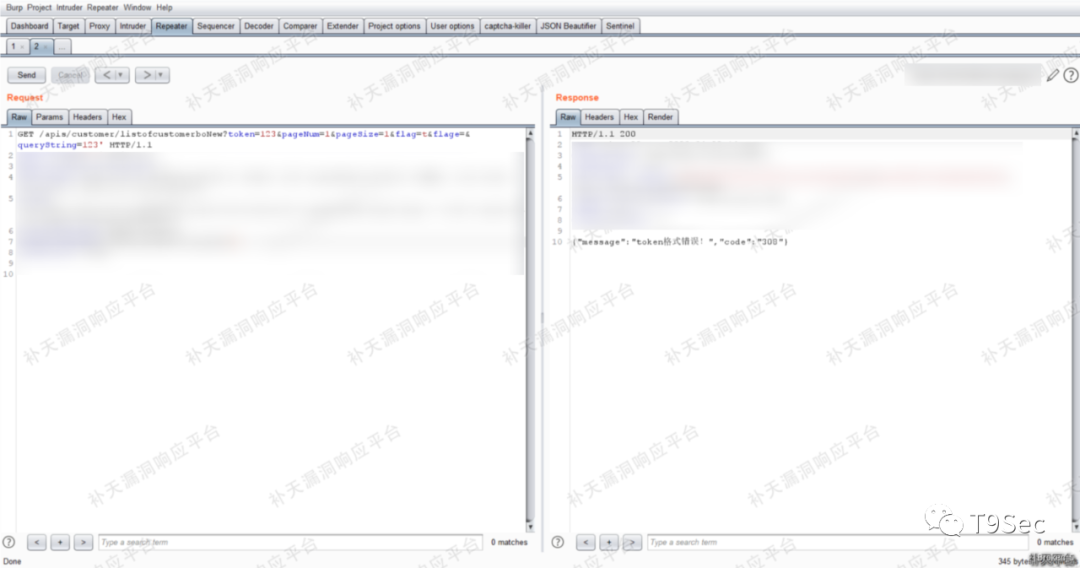 Burp Project Intruder Repeater Window Help
Dashboard Target Proxy Intruder Repeater Sequencer Decoder Comparer Extender Project options User options captcha-killer JSON Beautifier Sentinel
1 × 2 × ...
Send Cancel < ▼ > ▼
Request
Raw Params Headers Hex
1 GET /apis/customer/listofcustomerboNew?token=123&pageNum=1&pageSize=1&flag=t&flage=&
queryString=123' HTTP/1.1
2
3
4
5
6
7
8
9
10
Response
Raw Headers Hex Render
1 HTTP/1.1 200
2
3
4
5
6
7
8
9
10 {"message":"token格式错误!","code":"308"}
补天漏洞响应平台
T9Sec
? < + > Type a search term 0 matches
? < + > Type a search term 0 matches
Done
345